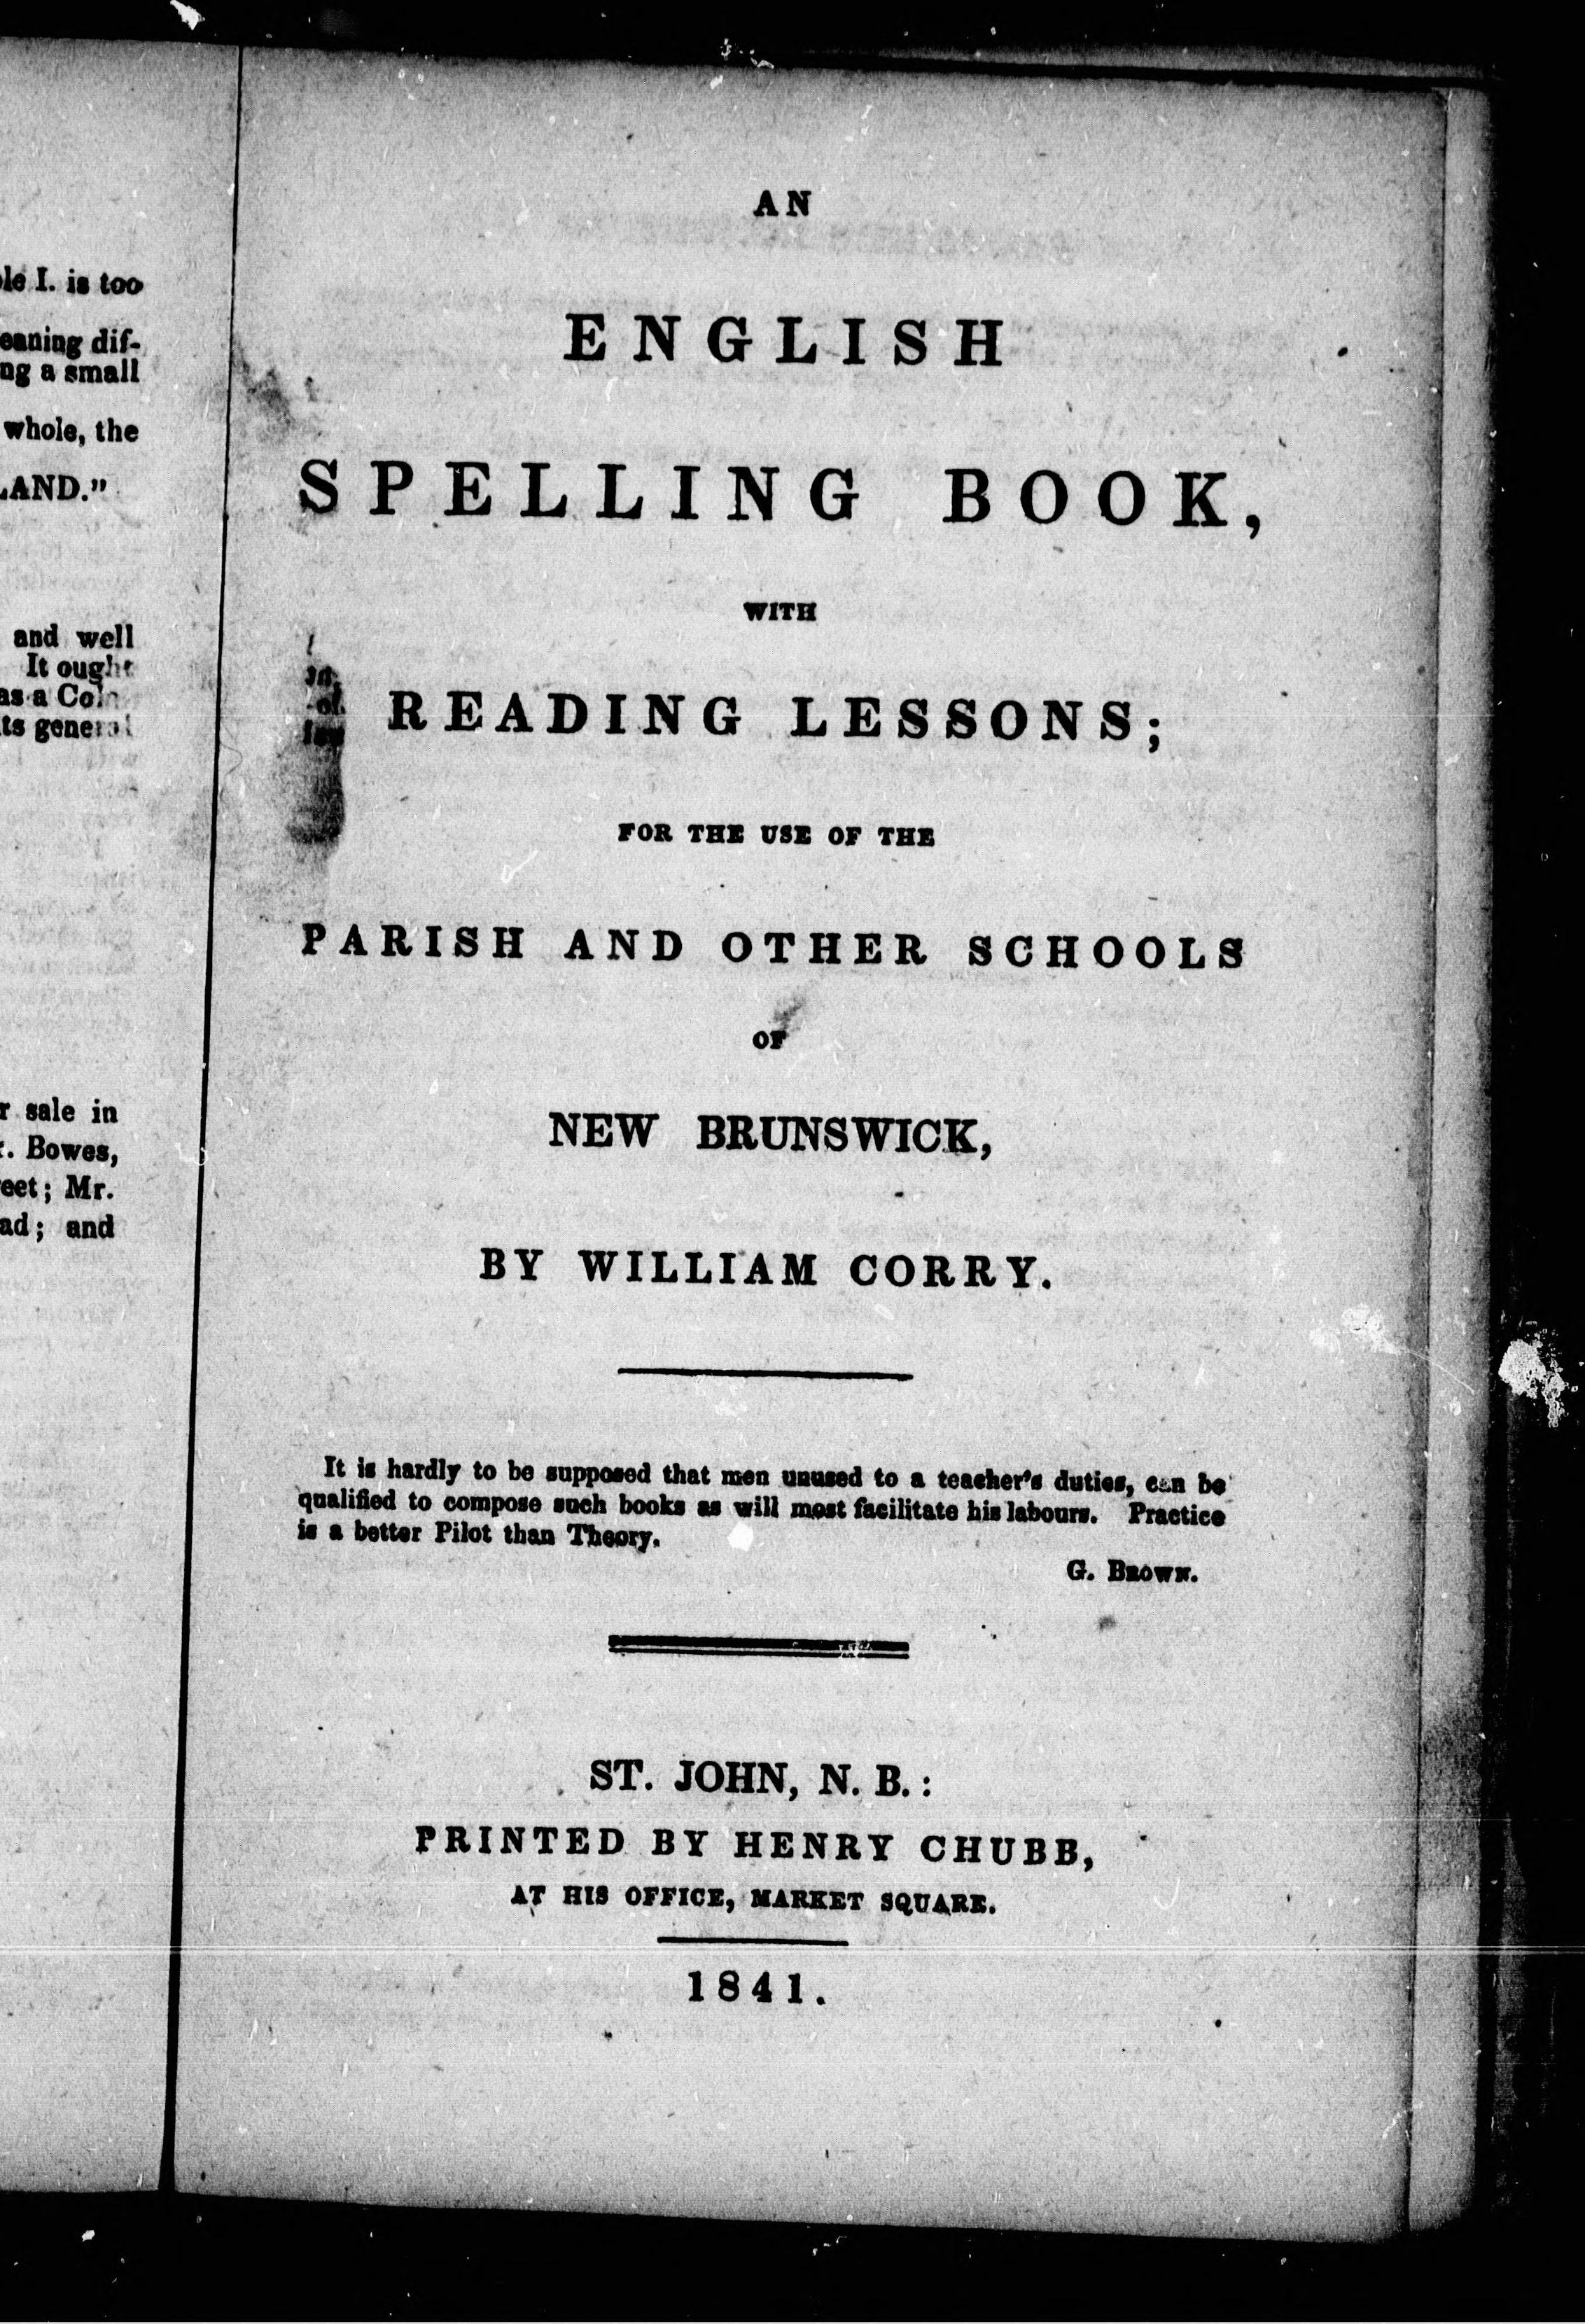 le I. is too
eaning dif-
ng a small
whole, the
LAND."
and well
It ought
as a Col
its general
r sale in
r. Bowes,
eet; Mr.
ad; and
AN
ENGLISH
SPELLING BOOK,
WITH
READING LESSONS;
FOR THE USE OF THE
PARISH AND OTHER SCHOOLS
OF
NEW BRUNSWICK,
BY WILLIAM CORRY.
It is hardly to be supposed that men unused to a teacher's duties, can be
qualified to compose such books as will most facilitate his labours. Practice
is a better Pilot than Theory.
G. BROWN.
ST. JOHN, N. B.:
PRINTED BY HENRY CHUBB,
AT HIS OFFICE, MARKET SQUARE.
1841.